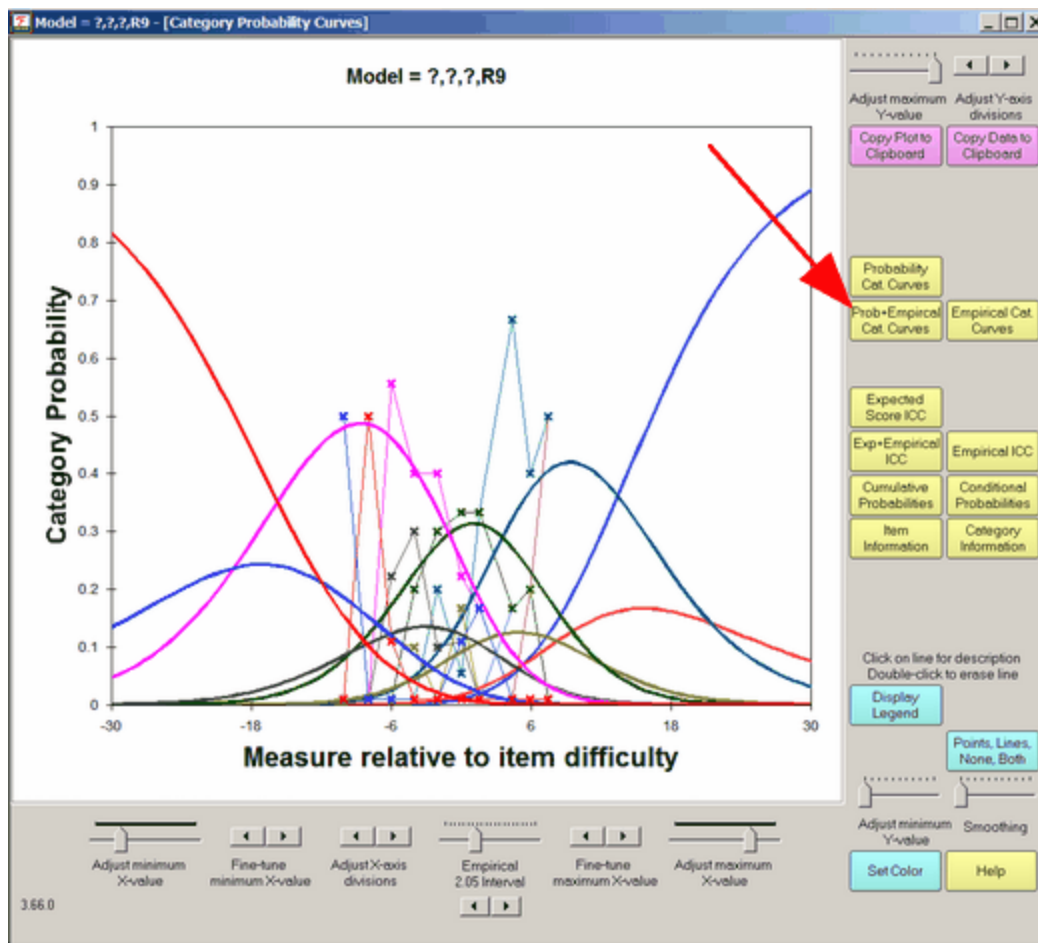 Model = ?,?,?,R9 - [Category Probability Curves]
Model = ?,?,?,R9
Category Probability
1
0.9
0.8
0.7
0.6
0.5
0.4
0.3
0.2
0.1
0
-30
-18
-6
6
18
30
Measure relative to item difficulty
Adjust maximum
Y-value
Adjust Y-axis
divisions
Copy Plot to
Clipboard
Copy Data to
Clipboard
Probability
Cat. Curves
Prob+Empircal
Cat. Curves
Empirical Cat.
Curves
Expected
Score ICC
Exp+Empirical
ICC
Empirical ICC
Cumulative
Probabilities
Conditional
Probabilities
Item
Information
Category
Information
Click on line for description
Double-click to erase line
Display
Legend
Points, Lines,
None, Both
Adjust minimum
Y-value
Smoothing
Set Color
Help
Adjust minimum
X-value
Fine-tune
minimum X-value
Adjust X-axis
divisions
Empirical
2.05 Interval
Fine-tune
maximum X-value
Adjust maximum
X-value
3.66.0